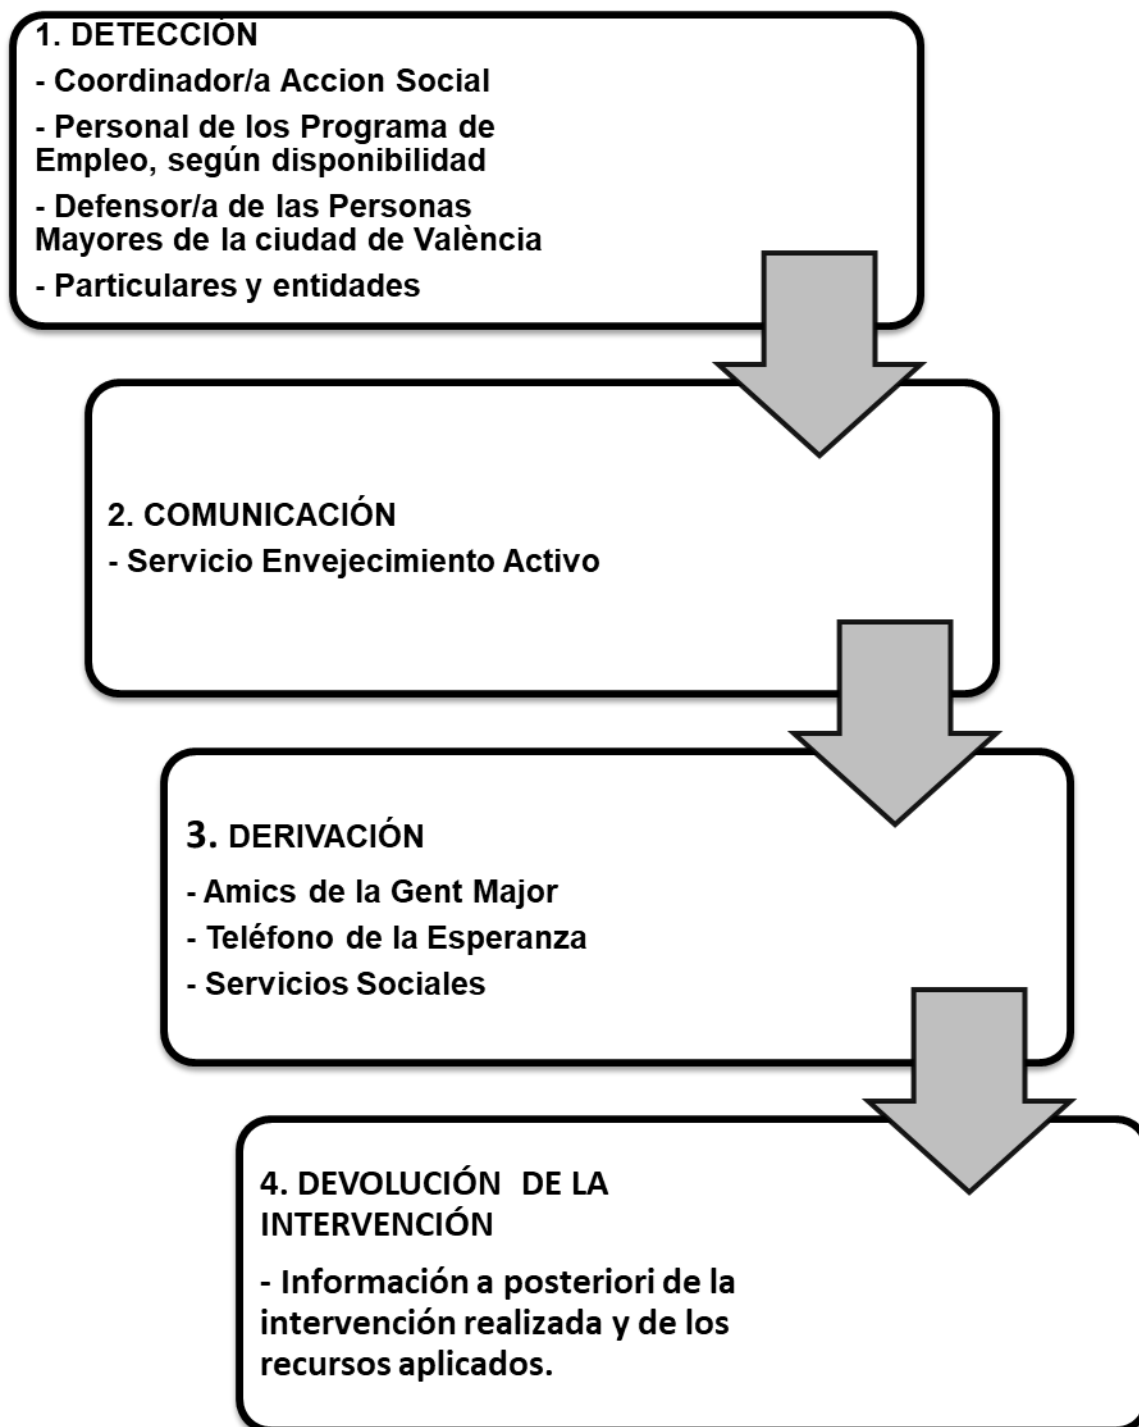 1. DETECCIÓN
- Coordinador/a Accion Social
- Personal de los Programa de
Empleo, según disponibilidad
- Defensor/a de las Personas
Mayores de la ciudad de València
- Particulares y entidades
2. COMUNICACIÓN
- Servicio Envejecimiento Activo
3. DERIVACIÓN
- Amics de la Gent Major
- Teléfono de la Esperanza
- Servicios Sociales
4. DEVOLUCIÓN DE LA
INTERVENCIÓN
- Información a posteriori de la
intervención realizada y de los
recursos aplicados.